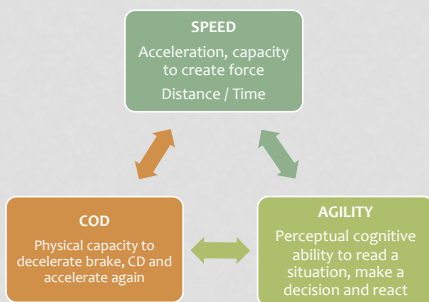 SPEED
Acceleration, capacity
to create force
Distance / Time
COD
Physical capacity to
decelerate brake, CD and
accelerate again
AGILITY
Perceptual cognitive
ability to read a
situation, make a
decision and react